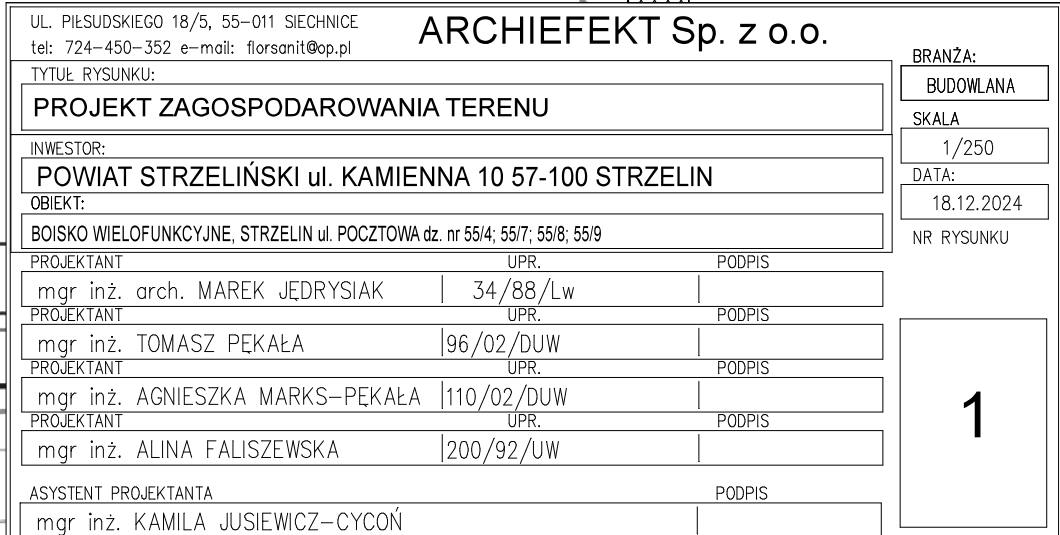 UL. PIŁSUDSKIEGO 18/5, 55-011 SIECHNICE
tel: 724-450-352 e-mail: florsanit@op.pl
ARCHIEFEKT Sp. z o.o.
BRANŻA:
BUDOWLANA
TYTUŁ RYSUNKU:
PROJEKT ZAGOSPODAROWANIA TERENU
SKALA
1/250
INWESTOR:
POWIAT STRZELIŃSKI ul. KAMIENNA 10 57-100 STRZELIN
DATA:
18.12.2024
OBIEKT:
BOISKO WIELOFUNKCYJNE, STRZELIN ul. POCZTOWA dz. nr 55/4; 55/7; 55/8; 55/9
NR RYSUNKU
1
PROJEKTANT UPR. PODPIS
mgr inż. arch. MAREK JĘDRYSIAK 34/88/Lw
PROJEKTANT UPR. PODPIS
mgr inż. TOMASZ PĘKAŁA 96/02/DUW
PROJEKTANT UPR. PODPIS
mgr inż. AGNIESZKA MARKS-PĘKAŁA 110/02/DUW
PROJEKTANT UPR. PODPIS
mgr inż. ALINA FALISZEWSKA 200/92/UW
ASYSTENT PROJEKTANTA PODPIS
mgr inż. KAMILA JUSIEWICZ-CYCOŃ